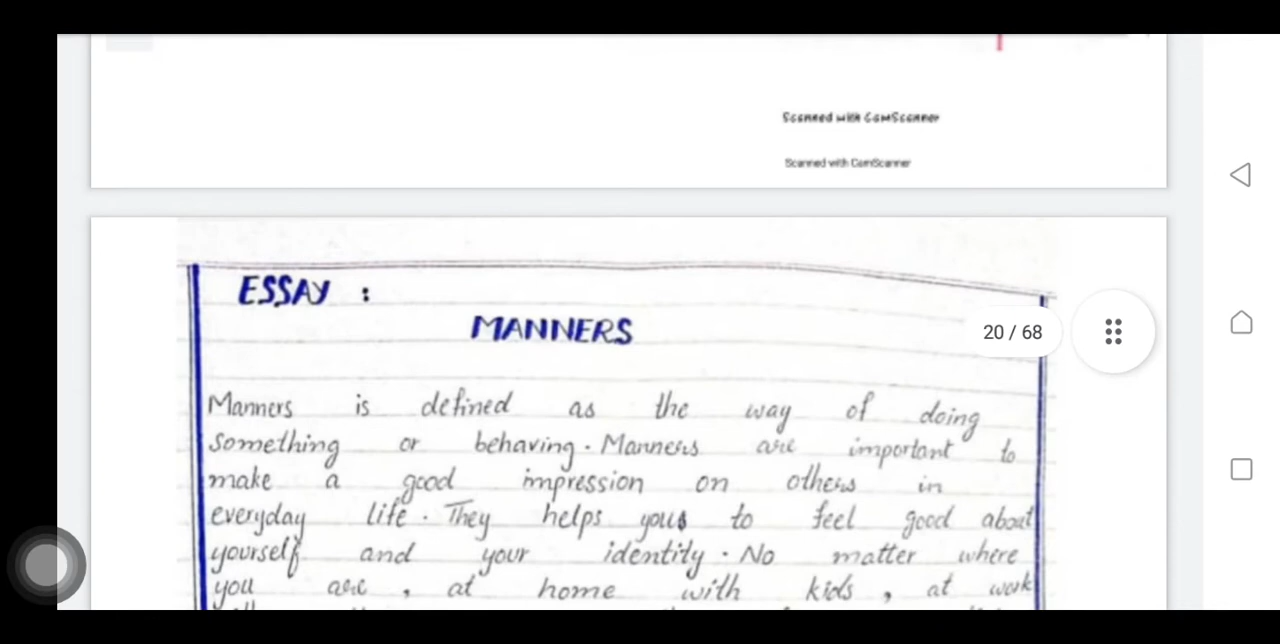 Scanned with CamScanner
Scanned with CamScanner
ESSAY :
MANNERS
20 / 68
Manners is defined as the way of doing
something or behaving. Manners are important to
make a good impression on others in
everyday life. They helps yous to feel good about
yourself and your identity. No matter where
you are, at home with kids, at work